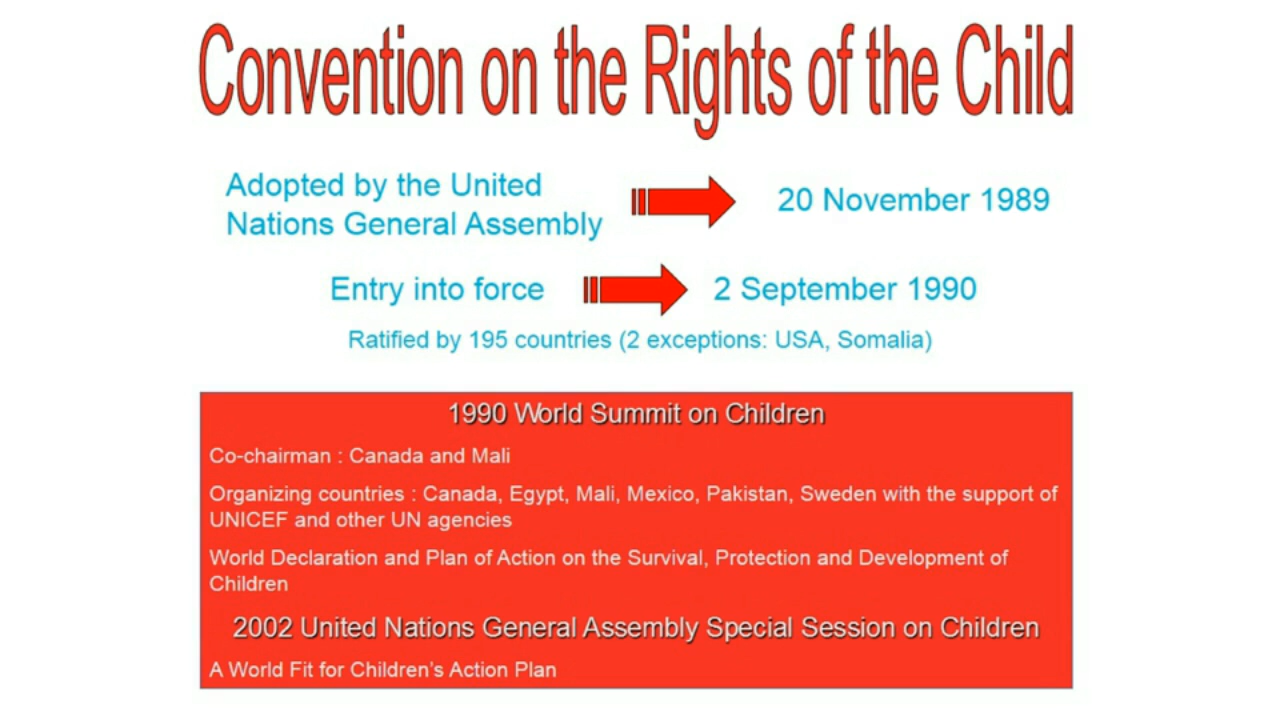 Convention on the Rights of the Child
Adopted by the United
Nations General Assembly
20 November 1989
Entry into force
2 September 1990
Ratified by 195 countries (2 exceptions: USA, Somalia)
1990 World Summit on Children
Co-chairman : Canada and Mali
Organizing countries : Canada, Egypt, Mali, Mexico, Pakistan, Sweden with the support of
UNICEF and other UN agencies
World Declaration and Plan of Action on the Survival, Protection and Development of
Children
2002 United Nations General Assembly Special Session on Children
A World Fit for Children’s Action Plan